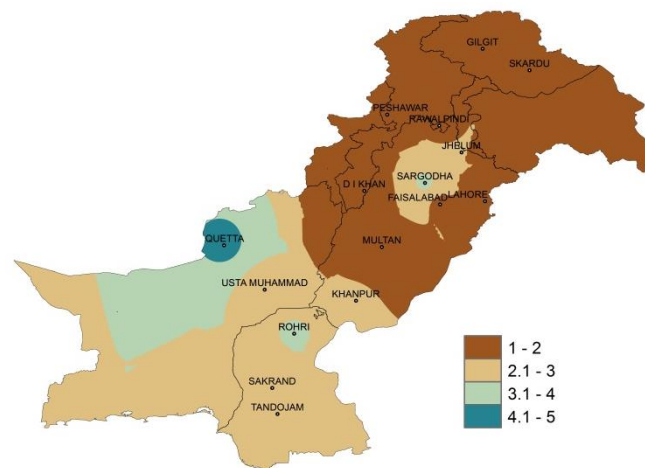 GILGIT
SKARDU
PESHAWAR
RAWALPINDI
JHELUM
SARGODHA
D I KHAN
FAISALABAD
LAHORE
MULTAN
QUETTA
USTA MUHAMMAD
KHANPUR
ROHRI
SAKRAND
TANDOJAM
1 - 2
2.1 - 3
3.1 - 4
4.1 - 5